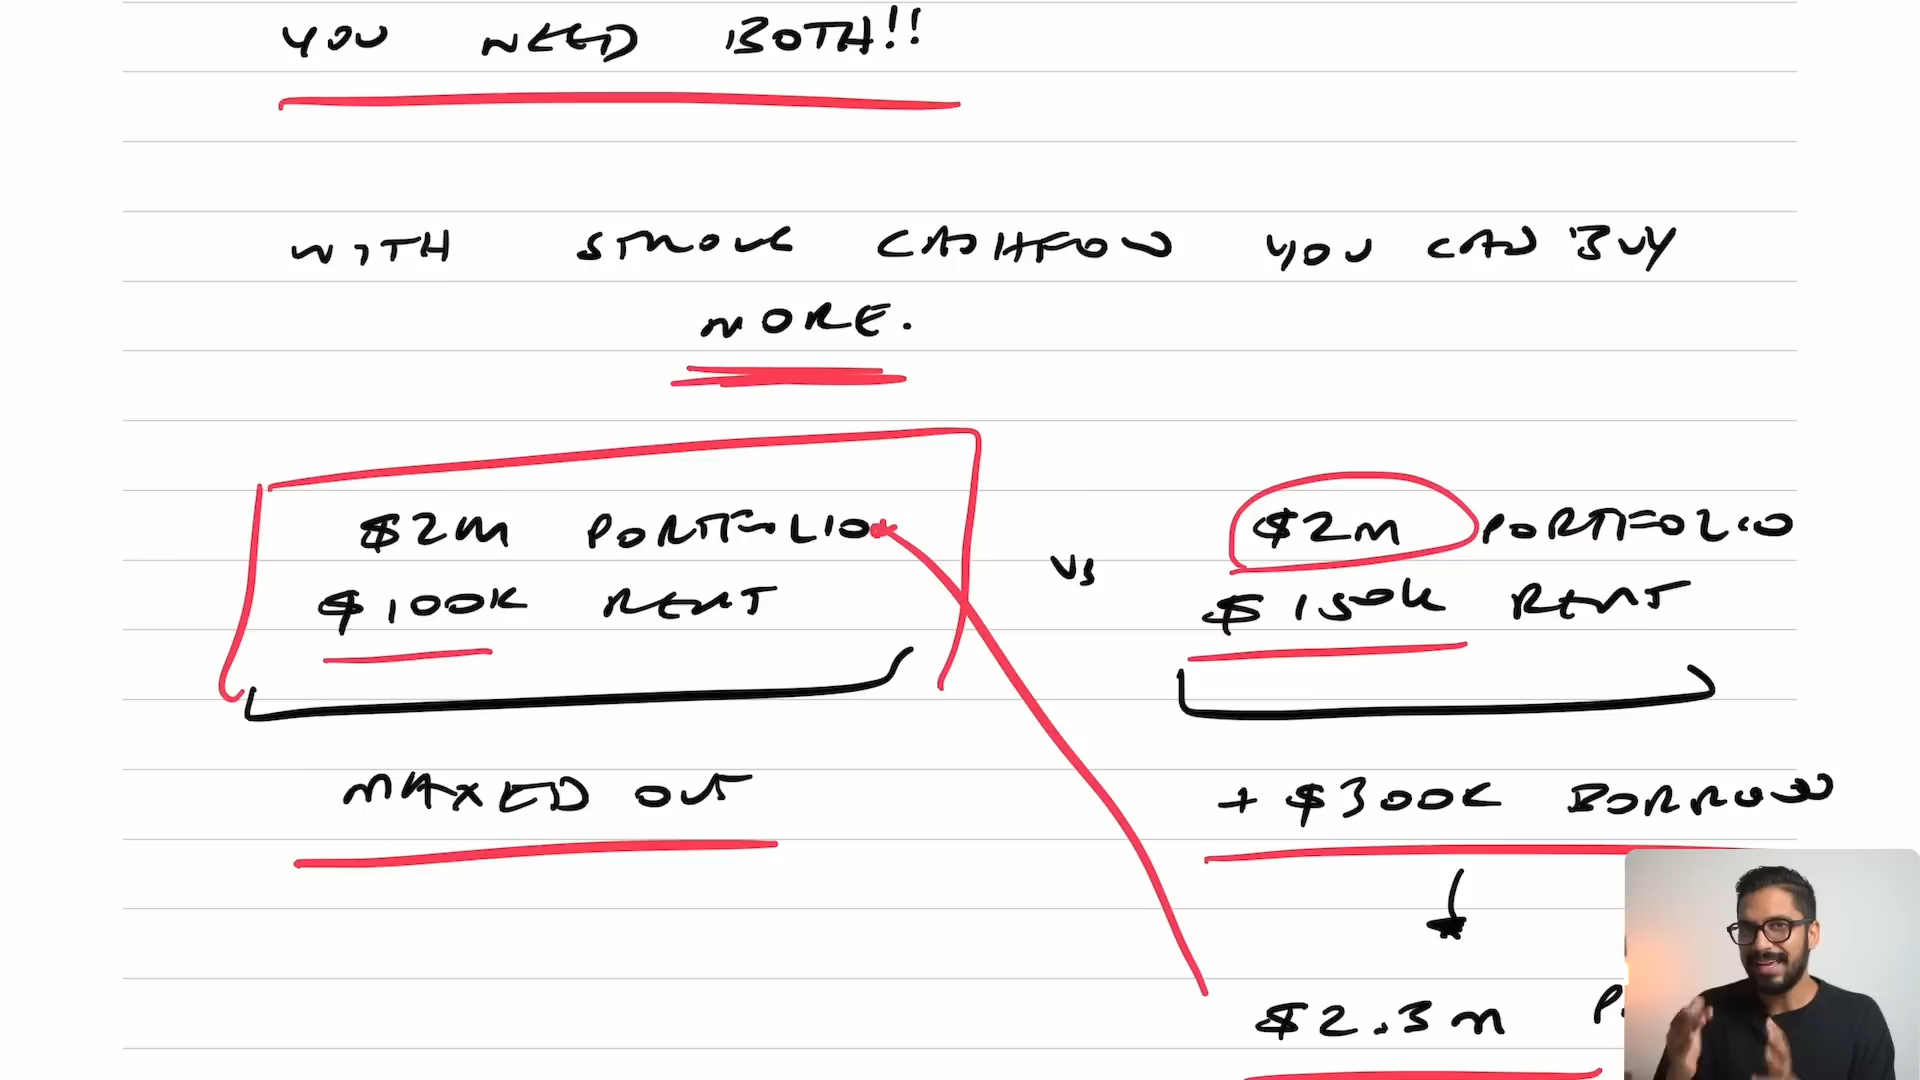 YOU NEED BOTH!!
WITH STRONG CASHFLOW YOU CAN BUY
MORE.
$2M PORTFOLIO
$100K RENT
VS
$2M PORTFOLIO
$150K RENT
MAXED OUT
+ $300K BORROW
$2.3M